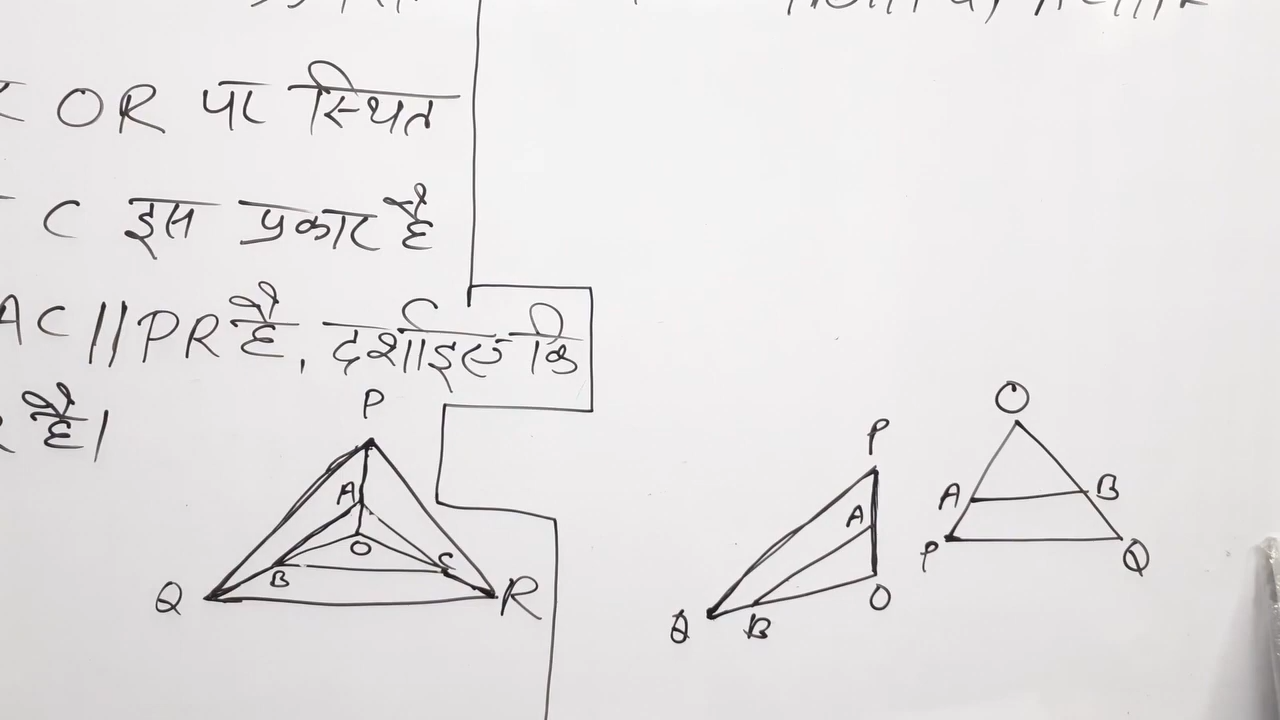 OR पर स्थित
C इस प्रकार है
AC//PR है, दर्शाइए कि
है।
P
A
O
B
C
Q
R
P
A
O
Q
B
O
A
B
P
Q